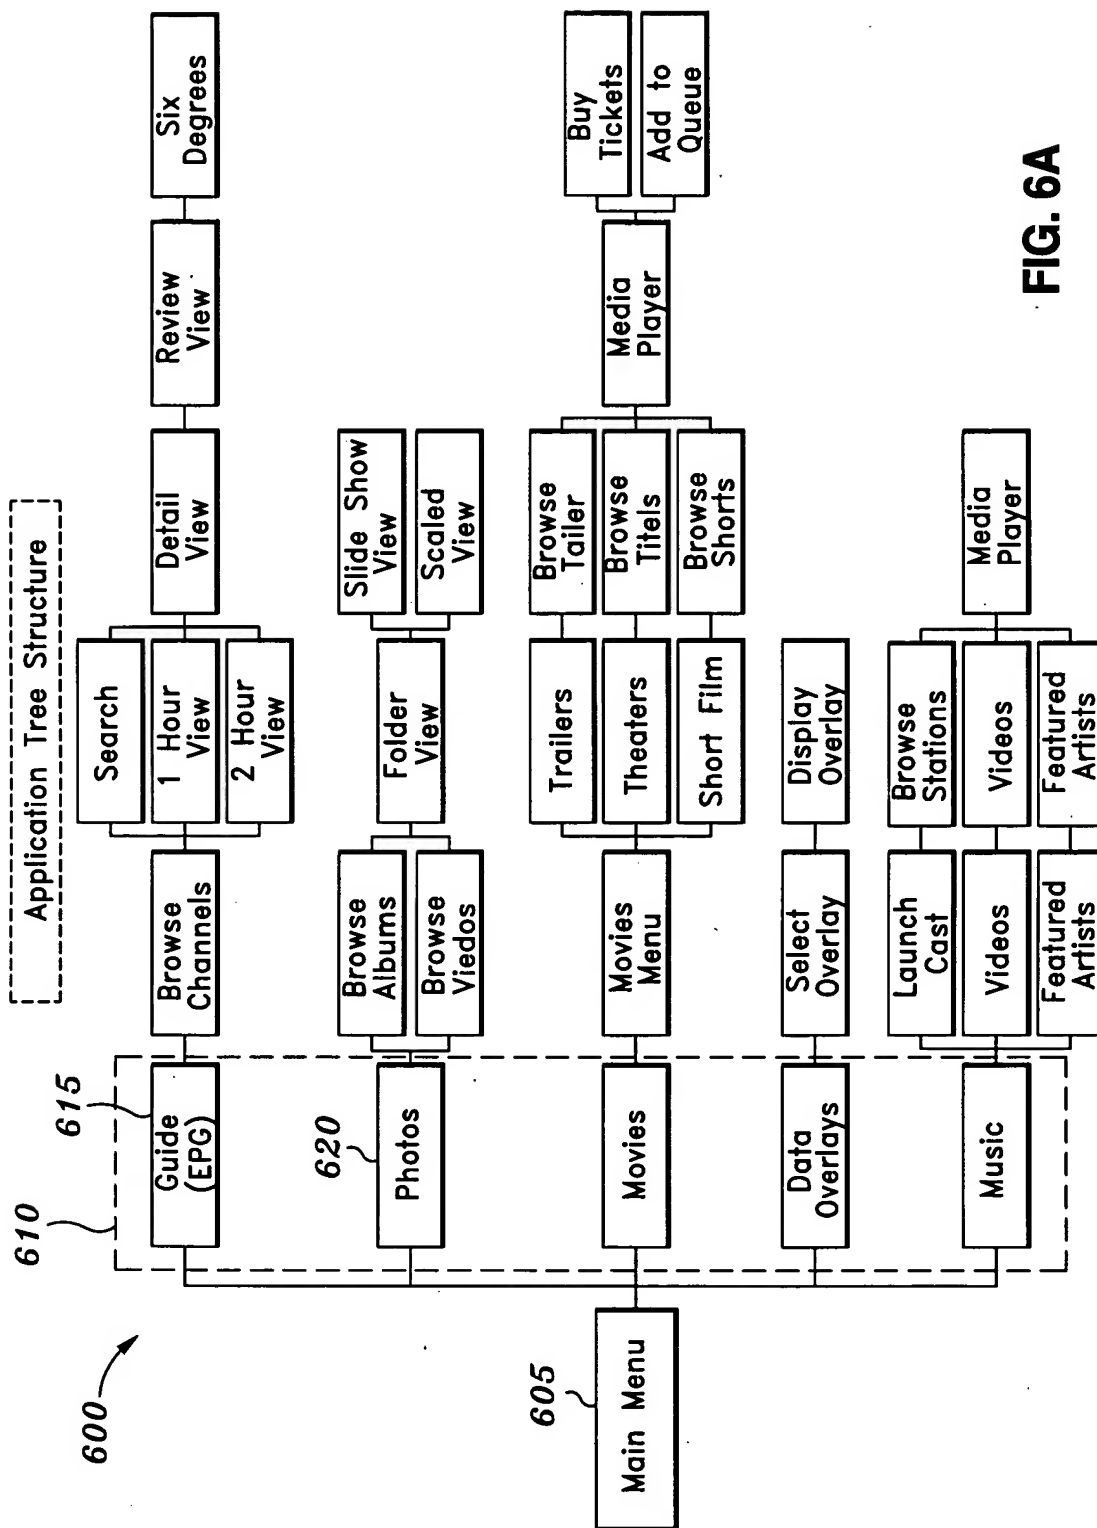 Application Tree Structure
600
605
Main Menu
610
615
Guide
(EPG)
Browse
Channels
Search
1 Hour
View
2 Hour
View
Detail
View
Review
View
Six
Degrees
620
Photos
Browse
Albums
Browse
Viedos
Folder
View
Slide Show
View
Scaled
View
Movies
Movies
Menu
Trailers
Theaters
Short Film
Browse
Tailer
Browse
Titels
Browse
Shorts
Media
Player
Buy
Tickets
Add to
Queue
Data
Overlays
Select
Overlay
Display
Overlay
Music
Launch
Cast
Videos
Featured
Artists
Browse
Stations
Videos
Featured
Artists
Media
Player
FIG. 6A